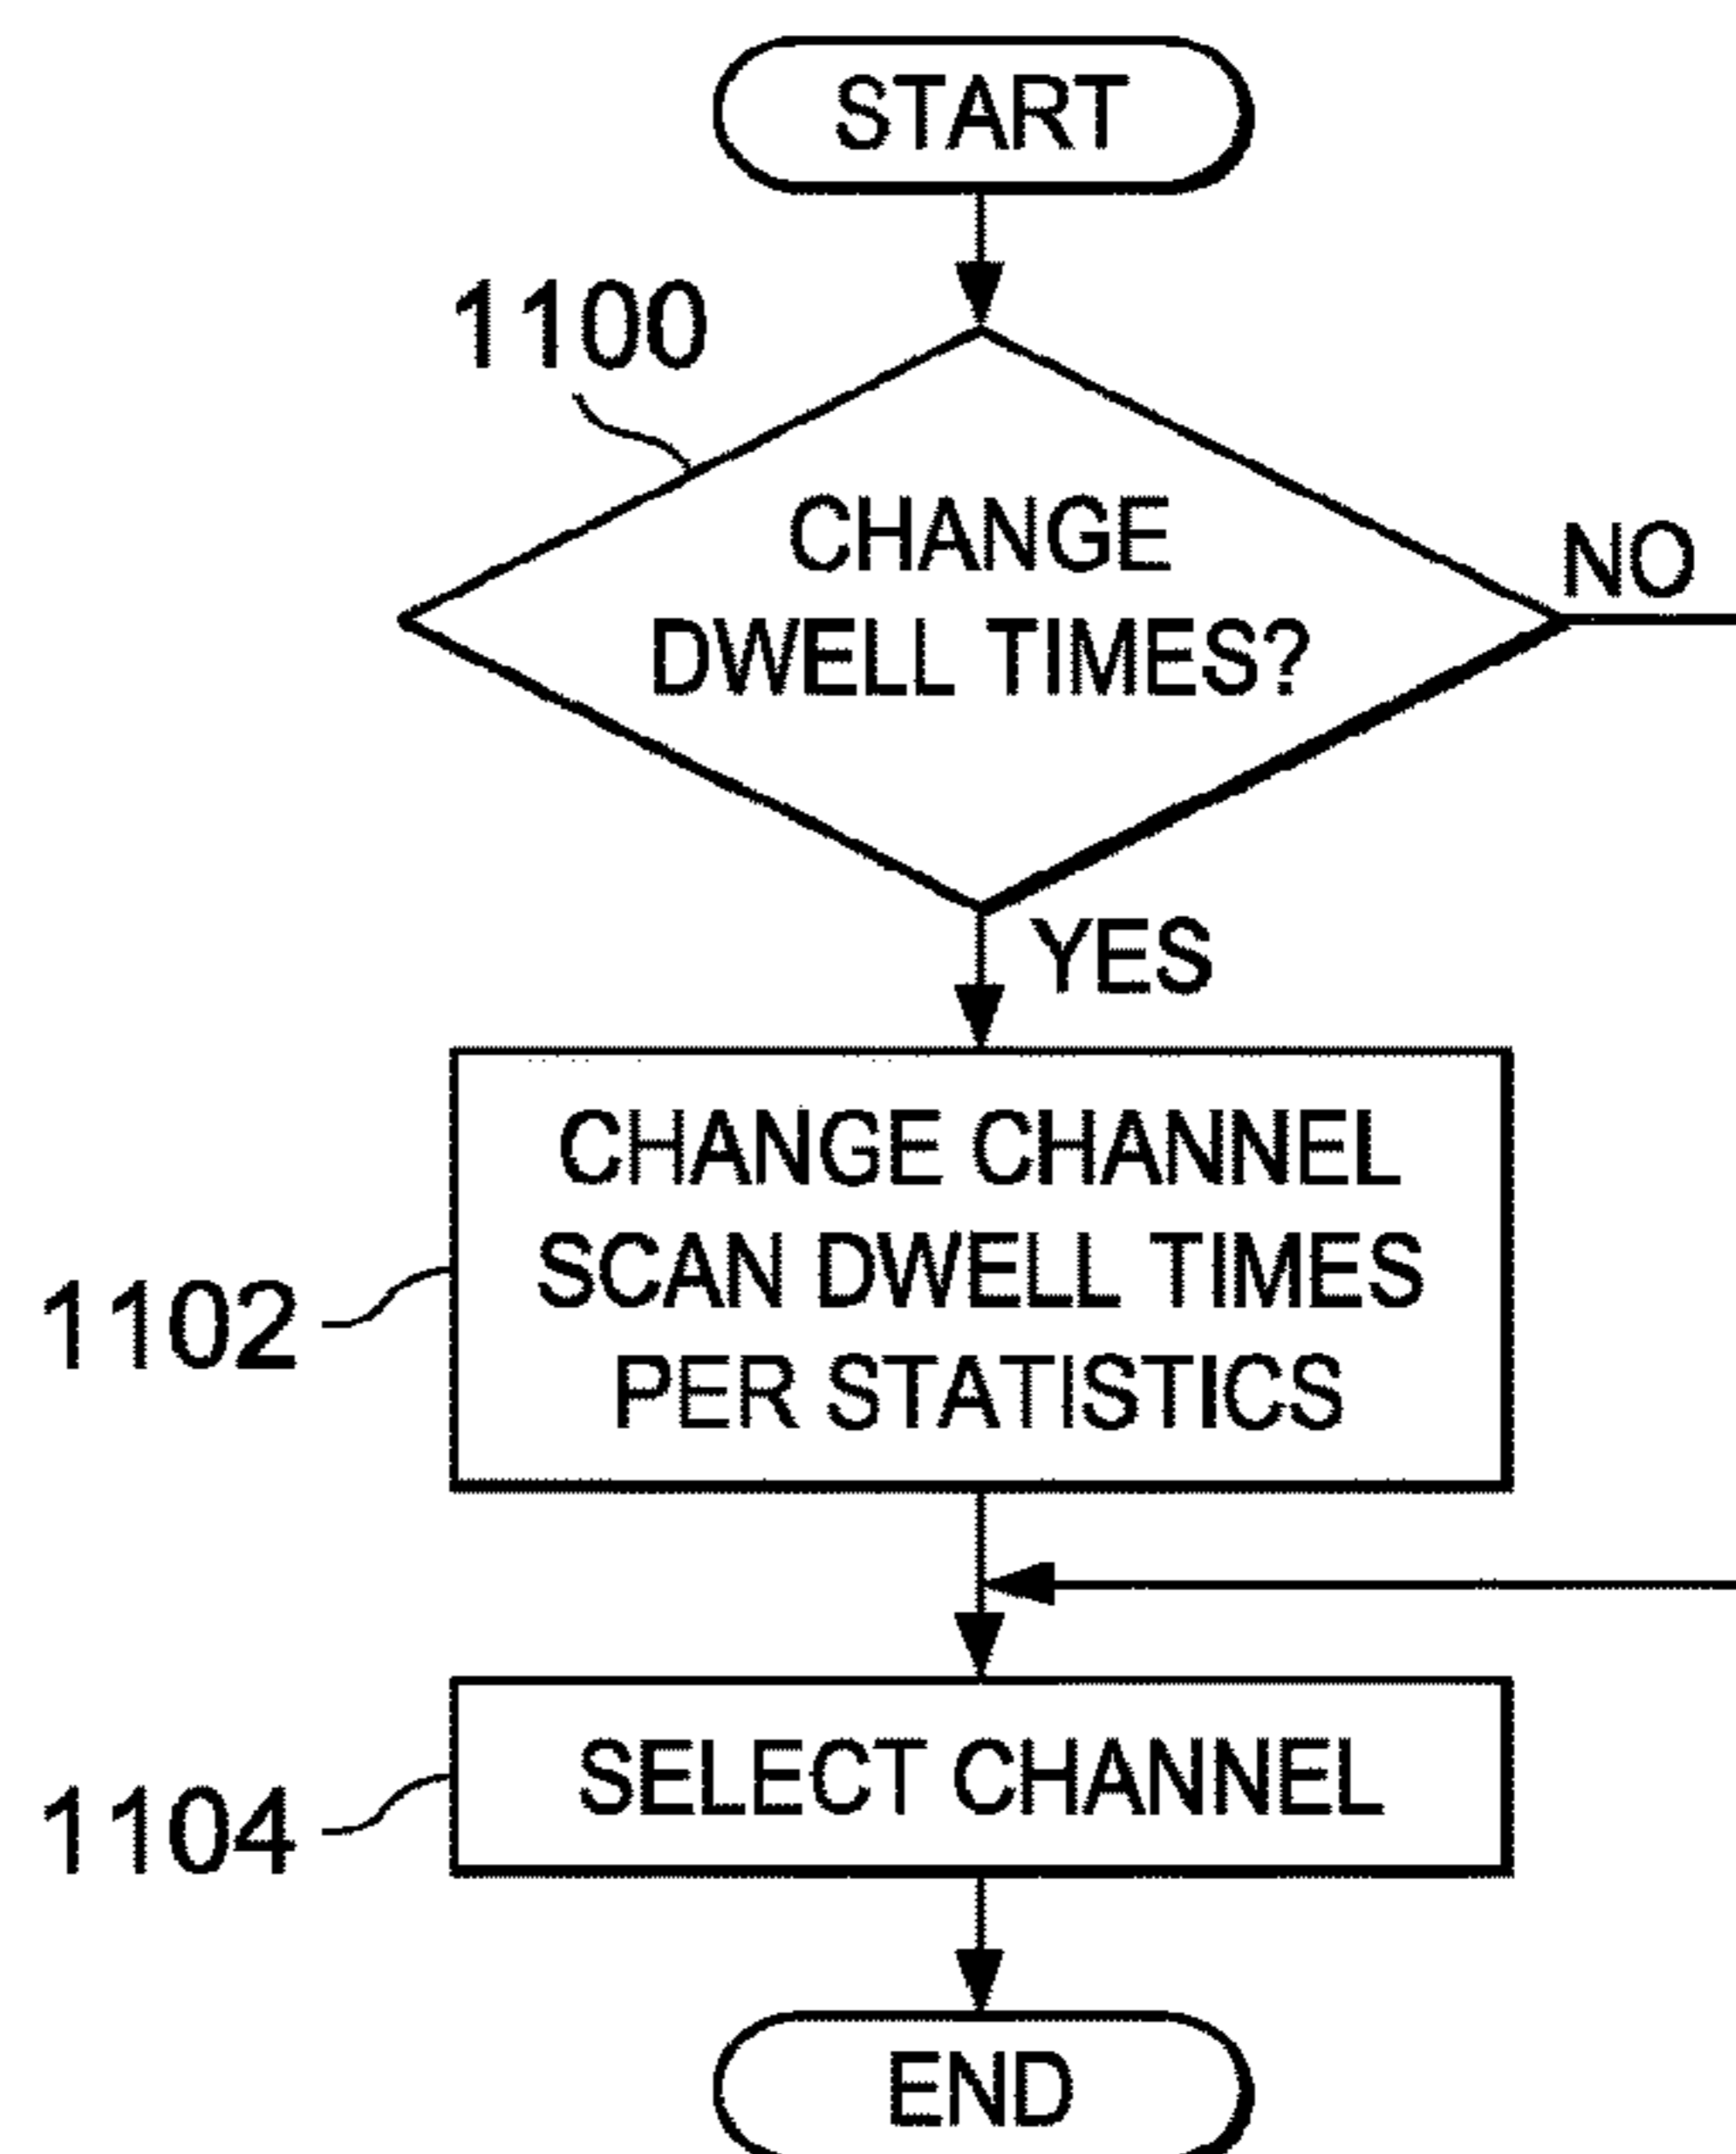 START
1100
CHANGE
DWELL TIMES?
NO
YES
CHANGE CHANNEL
SCAN DWELL TIMES
PER STATISTICS
1102
SELECT CHANNEL
1104
END